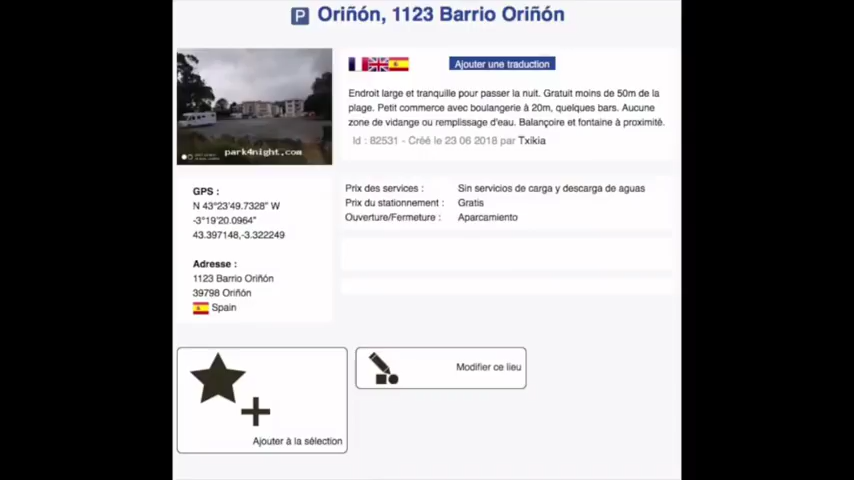 P Oriñón, 1123 Barrio Oriñón
Ajouter une traduction
Endroit large et tranquille pour passer la nuit. Gratuit moins de 50m de la
plage. Petit commerce avec boulangerie à 20m, quelques bars. Aucune
zone de vidange ou remplissage d'eau. Balançoire et fontaine à proximité.
Id : 82531 - Créé le 23 06 2018 par Txikia
park4night.com
GPS :
N 43°23'49.7328" W
-3°19'20.0964"
43.397148,-3.322249
Adresse :
1123 Barrio Oriñón
39798 Oriñón
Spain
Prix des services : Sin servicios de carga y descarga de aguas
Prix du stationnement : Gratis
Ouverture/Fermeture : Aparcamiento
Ajouter à la sélection
Modifier ce lieu